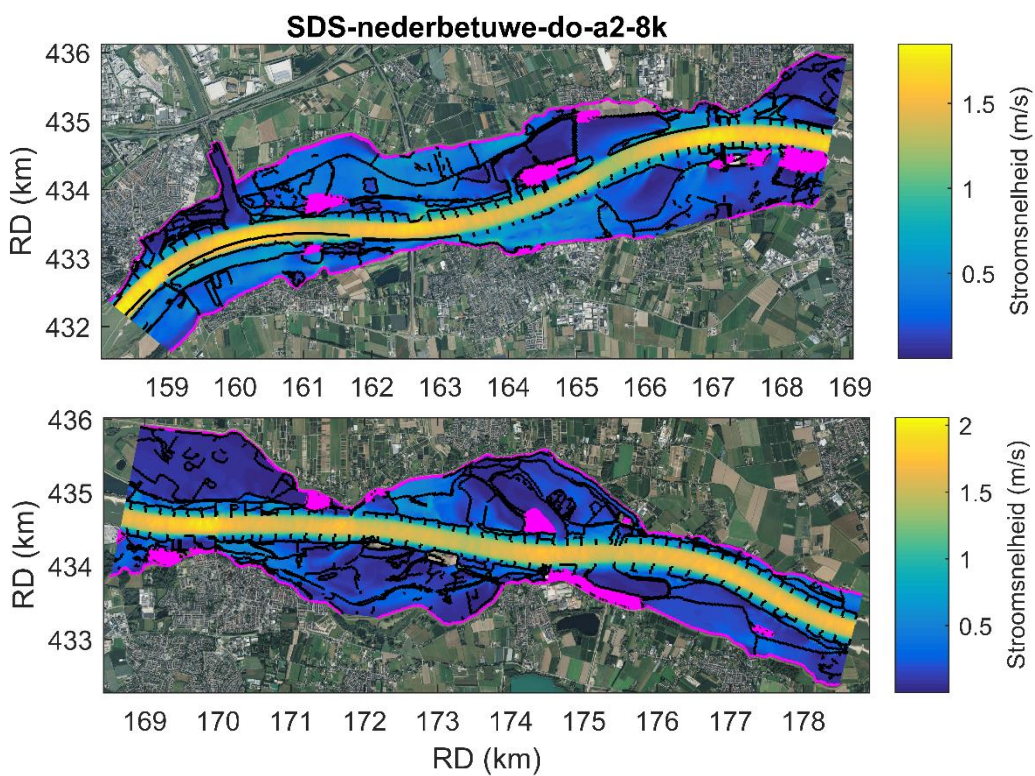 SDS-nederbetuwe-do-a2-8k
436
435
434
433
432
RD (km)
159 160 161 162 163 164 165 166 167 168 169
1.5
1
0.5
Stroomsnelheid (m/s)
436
435
434
433
RD (km)
169 170 171 172 173 174 175 176 177 178
RD (km)
2
1.5
1
0.5
Stroomsnelheid (m/s)